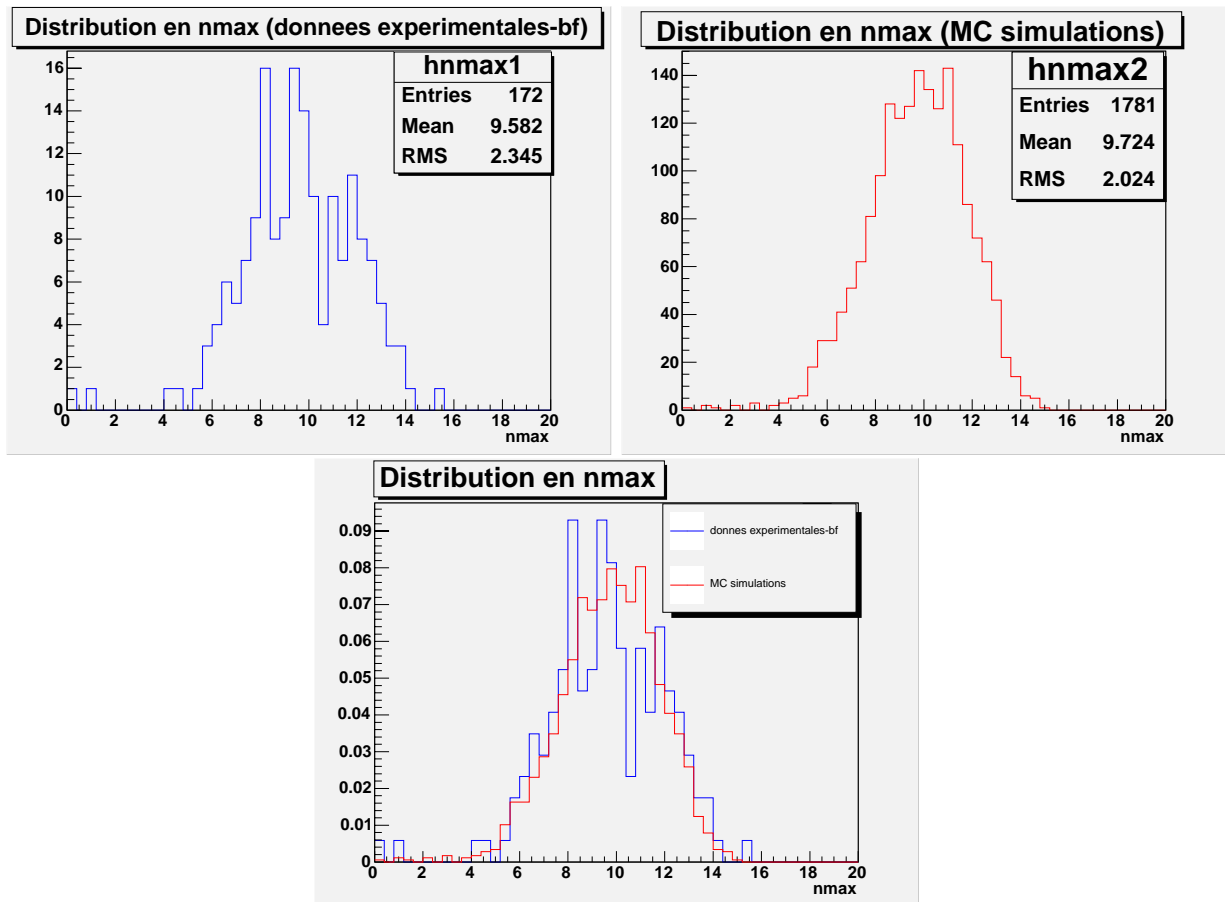 Distribution en nmax (donnees experimentales-bf)
hnmax1
Entries 172
Mean 9.582
RMS 2.345
16
14
12
10
8
6
4
2
0
0 2 4 6 8 10 12 14 16 18 20
nmax
Distribution en nmax (MC simulations)
hnmax2
Entries 1781
Mean 9.724
RMS 2.024
140
120
100
80
60
40
20
0
0 2 4 6 8 10 12 14 16 18 20
nmax
Distribution en nmax
donnes experimentales-bf
MC simulations
0.09
0.08
0.07
0.06
0.05
0.04
0.03
0.02
0.01
0
0 2 4 6 8 10 12 14 16 18 20
nmax